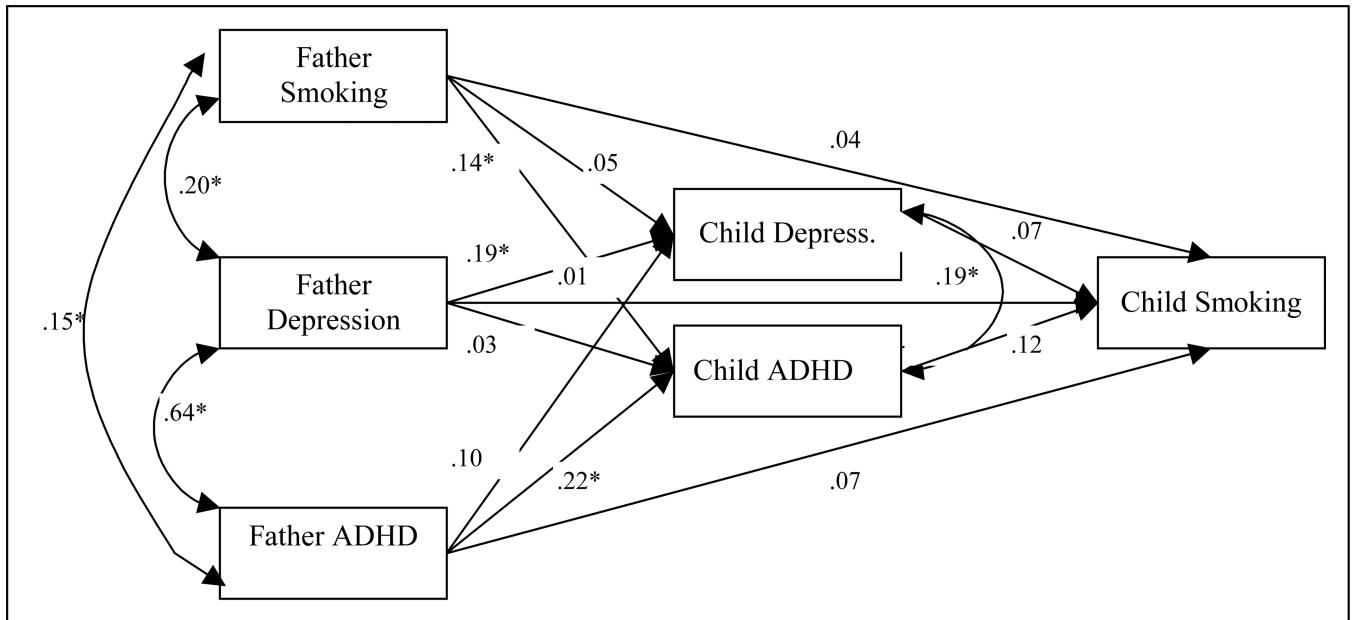 Father
Smoking
.04
.14*
.05
.20*
Child Depress.
.07
.19*
.01
.19*
Father
Depression
Child Smoking
.15*
.03
.12
Child ADHD
.64*
.10
.22*
.07
Father ADHD